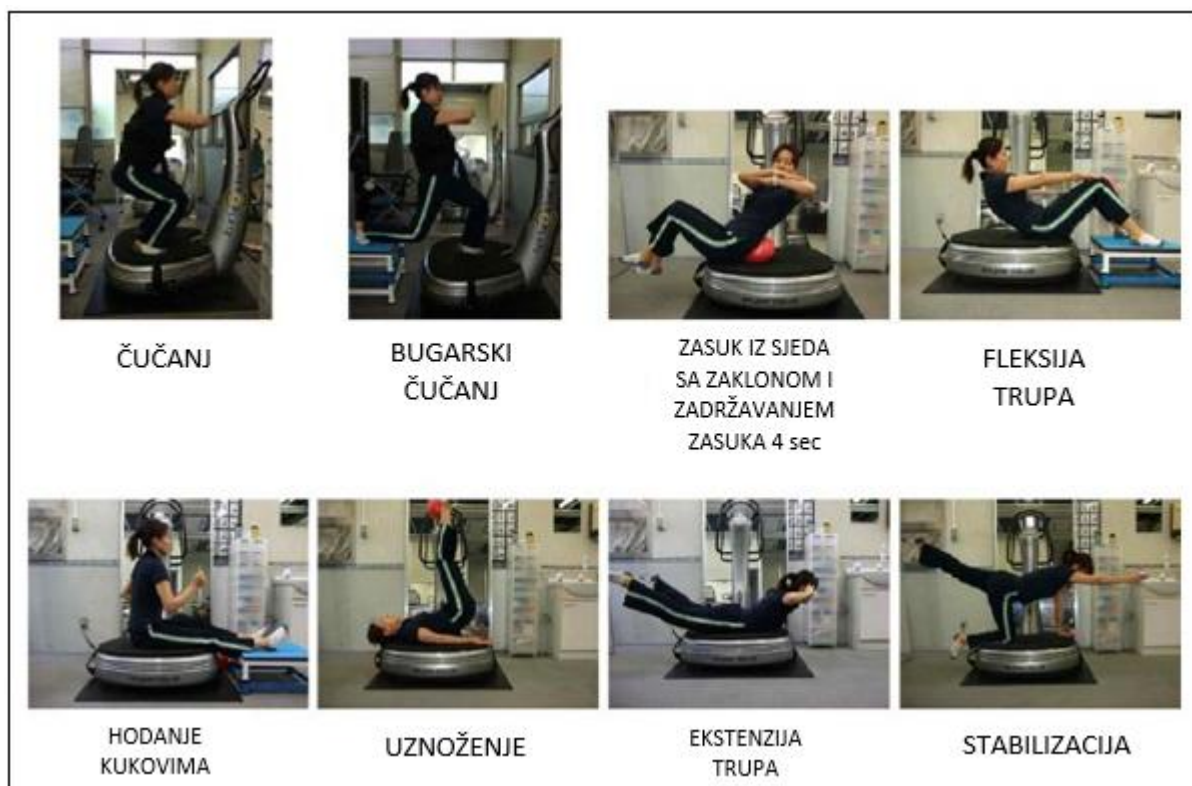 ČUČANJ
BUGARSKI
ČUČANJ
ZASUK IZ SJEDA
SA ZAKLONOM I
ZADRŽAVANJEM
ZASUKA 4 sec
FLEKSIJA
TRUPA
HODANJE
KUKOVIMA
UZNOŽENJE
EKSTENZIJA
TRUPA
STABILIZACIJA